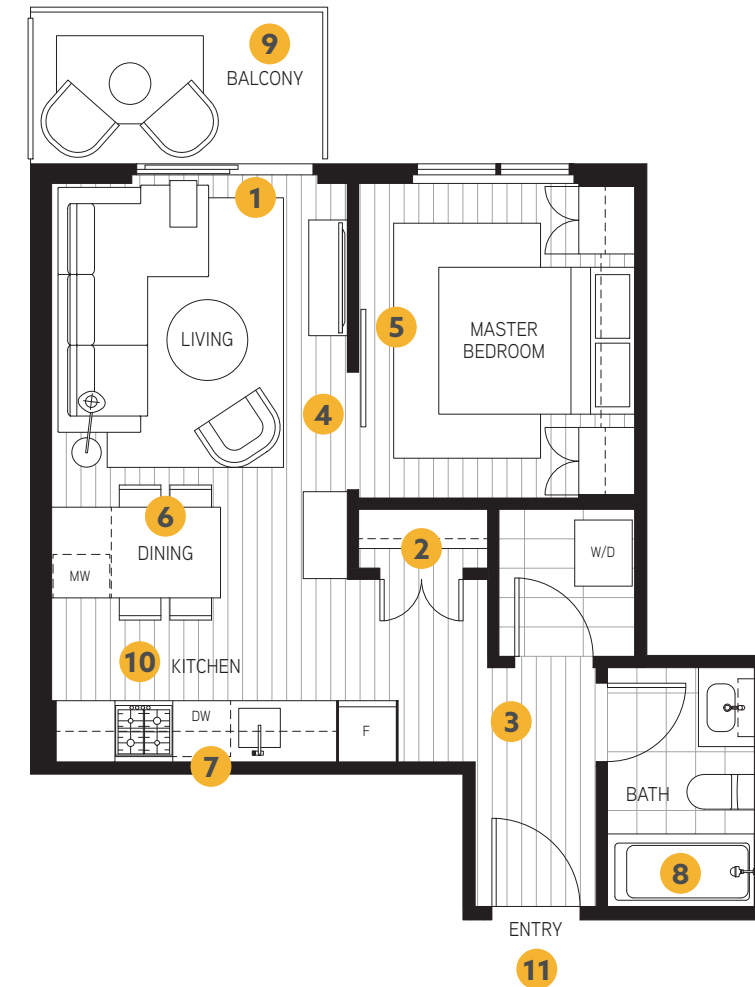 9
BALCONY
1
5
MASTER
BEDROOM
LIVING
4
6
DINING
MW
2
W/D
10
KITCHEN
3
DW
F
7
BATH
8
ENTRY
11